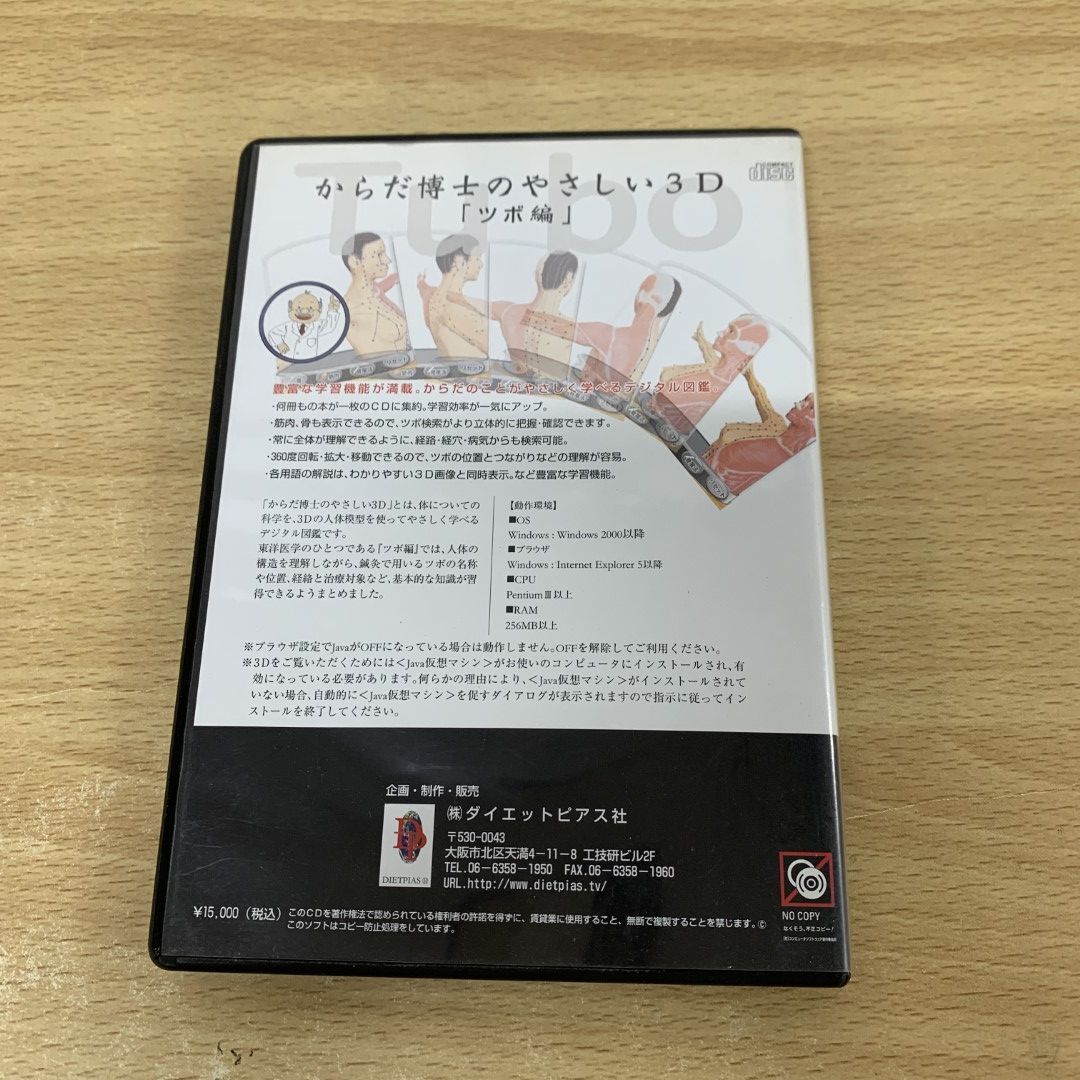 Tubo
COMPACT
disc
からだ博士のやさしい3D
「ツボ編」
リセット
リセット
豊富な学習機能が満載。からだのことがやさしく学べるデジタル図鑑。
・何冊もの本が一枚のCDに集約。学習効率が一気にアップ。
・筋肉、骨も表示できるので、ツボ検索がより立体的に把握・確認できます。
・常に全体が理解できるように、経路・経穴・病気からも検索可能。
・360度回転・拡大・移動できるので、ツボの位置とつながりなどの理解が容易。
・各用語の解説は、わかりやすい3D画像と同時表示。など豊富な学習機能。
「からだ博士のやさしい3D」とは、体についての
科学を、3Dの人体模型を使ってやさしく学べる
デジタル図鑑です。
東洋医学のひとつである『ツボ編』では、人体の
構造を理解しながら、鍼灸で用いるツボの名称
や位置、経絡と治療対象など、基本的な知識が習
得できるようまとめました。
【動作環境】
■OS
Windows : Windows 2000以降
■ブラウザ
Windows : Internet Explorer 5以降
■CPU
PentiumⅢ以上
■RAM
256MB以上
※ブラウザ設定でJavaがOFFになっている場合は動作しません。OFFを解除してご利用ください。
※3Dをご覧いただくためには<Java仮想マシン>がお使いのコンピュータにインストールされ、有
効になっている必要があります。何らかの理由により、<Java仮想マシン>がインストールされて
いない場合、自動的に<Java仮想マシン>を促すダイアログが表示されますので指示に従ってイン
ストールを終了してください。
企画・制作・販売
㈱ダイエットピアス社
〒530-0043
大阪市北区天満4-11-8 工技研ビル2F
TEL.06-6358-1950 FAX.06-6358-1960
URL.http://www.dietpias.tv/
DIETPIAS®
¥15,000(税込)
このCDを著作権法で認められている権利者の許諾を得ずに、賃貸業に使用すること、無断で複製することを禁じます。©
このソフトはコピー防止処理をしています。
NO COPY
なくそう、不正コピー!